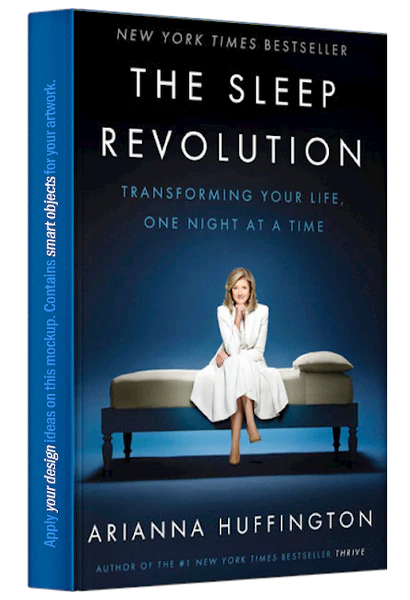 NEW YORK TIMES BESTSELLER
THE SLEEP
REVOLUTION
TRANSFORMING YOUR LIFE,
ONE NIGHT AT A TIME
ARIANNA HUFFINGTON
AUTHOR OF THE #1 NEW YORK TIMES BESTSELLER THRIVE
Apply your design ideas on this mockup. Contains smart objects for your artwork.